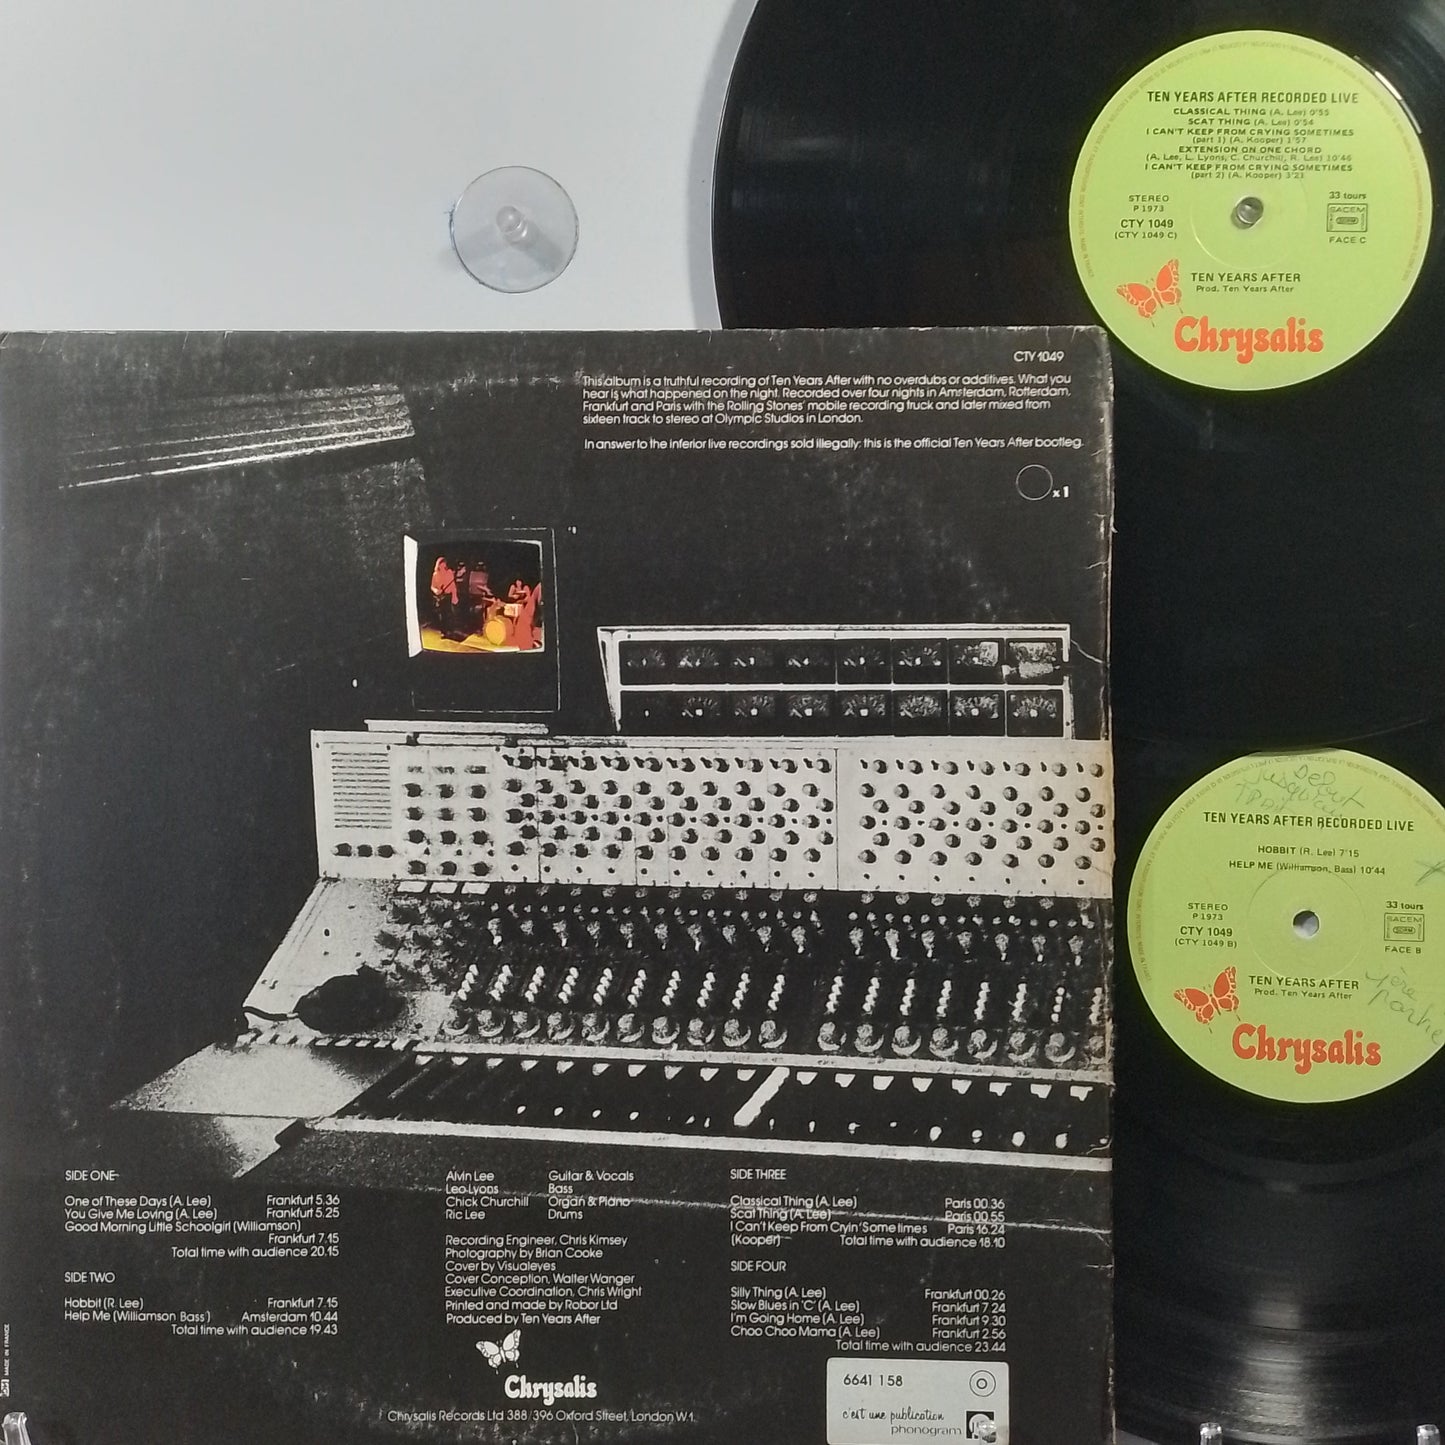 TEN YEARS AFTER RECORDED LIVE
CLASSICAL THING (A. Lee) 0'55
SCAT THING (A. Lee) 0'54
I CAN'T KEEP FROM CRYING SOMETIMES
(part 1) (A. Kooper) 1'57
EXTENSION ON ONE CHORD
(A. Lee, L. Lyons, C. Churchill, R. Lee) 10'46
I CAN'T KEEP FROM CRYING SOMETIMES
(part 2) (A. Kooper) 3'21
STEREO
P 1973
CTY 1049
(CTY 1049 C)
33 tours
SACEM
FACE C
TEN YEARS AFTER
Prod. Ten Years After
Chrysalis
CTY 1049
This album is a truthful recording of Ten Years After with no overdubs or additives. What you
hear is what happened on the night. Recorded over four nights in Amsterdam, Rotterdam,
Frankfurt and Paris with the Rolling Stones' mobile recording truck and later mixed from
sixteen track to stereo at Olympic Studios in London.
In answer to the inferior live recordings sold illegally: this is the official Ten Years After bootleg.
x1
TEN YEARS AFTER RECORDED LIVE
HOBBIT (R. Lee) 7'15
HELP ME (Williamson, Bass) 10'44
STEREO
P 1973
CTY 1049
(CTY 1049 B)
33 tours
SACEM
FACE B
TEN YEARS AFTER
Prod. Ten Years After
1ère
Partie
Chrysalis
SIDE ONE
One of These Days (A. Lee) Frankfurt 5.36
You Give Me Loving (A. Lee) Frankfurt 5.25
Good Morning Little Schoolgirl (Williamson)
Frankfurt 7.15
Total time with audience 20.15
SIDE TWO
Hobbit (R. Lee) Frankfurt 7.15
Help Me (Williamson Bass) Amsterdam 10.44
Total time with audience 19.43
Alvin Lee Guitar & Vocals
Leo Lyons Bass
Chick Churchill Organ & Piano
Ric Lee Drums
Recording Engineer, Chris Kimsey
Photography by Brian Cooke
Cover by Visualeyes
Cover Conception, Walter Wanger
Executive Coordination, Chris Wright
Printed and made by Robor Ltd
Produced by Ten Years After
Chrysalis
Chrysalis Records Ltd 388/396 Oxford Street, London W1.
SIDE THREE
Classical Thing (A. Lee) Paris 00.36
Scat Thing (A. Lee) Paris 00.55
I Can't Keep From Cryin' Some times Paris 16.24
(Kooper) Total time with audience 18.10
SIDE FOUR
Silly Thing (A. Lee) Frankfurt 00.26
Slow Blues in 'C' (A. Lee) Frankfurt 7 24
I'm Going Home (A. Lee) Frankfurt 9.30
Choo Choo Mama (A. Lee) Frankfurt 2.56
Total time with audience 23.44
6641 158
c'est une publication
phonogram
MADE IN FRANCE